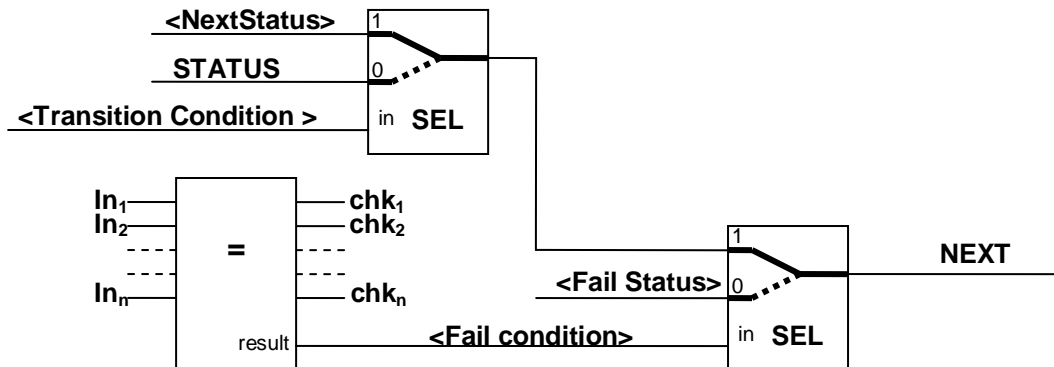 <NextStatus>
1
STATUS
0
<Transition Condition >
in SEL
In₁ chk₁
In₂ chk₂
=
Inₙ chkₙ
result
1
NEXT
<Fail Status>
0
<Fail condition>
in SEL